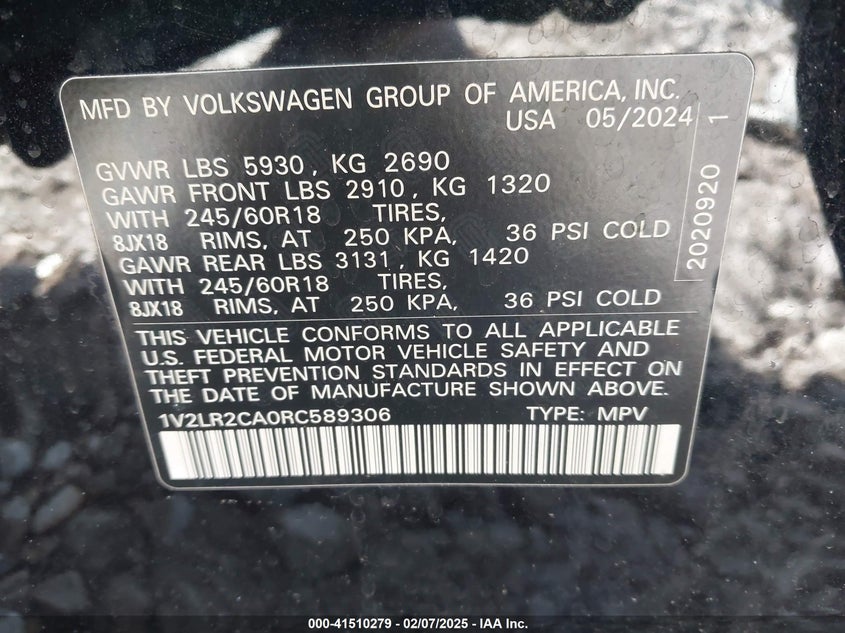 MFD BY VOLKSWAGEN GROUP OF AMERICA, INC.
USA 05/2024
GVWR LBS 5930, KG 2690
GAWR FRONT LBS 2910, KG 1320
WITH 245/60R18 TIRES,
8JX18 RIMS, AT 250 KPA, 36 PSI COLD
GAWR REAR LBS 3131, KG 1420
WITH 245/60R18 TIRES,
8JX18 RIMS, AT 250 KPA, 36 PSI COLD
2020920 1
THIS VEHICLE CONFORMS TO ALL APPLICABLE
U.S. FEDERAL MOTOR VEHICLE SAFETY AND
THEFT PREVENTION STANDARDS IN EFFECT ON
THE DATE OF MANUFACTURE SHOWN ABOVE.
1V2LR2CA0RC589306 TYPE: MPV
000-41510279 - 02/07/2025 - IAA Inc.